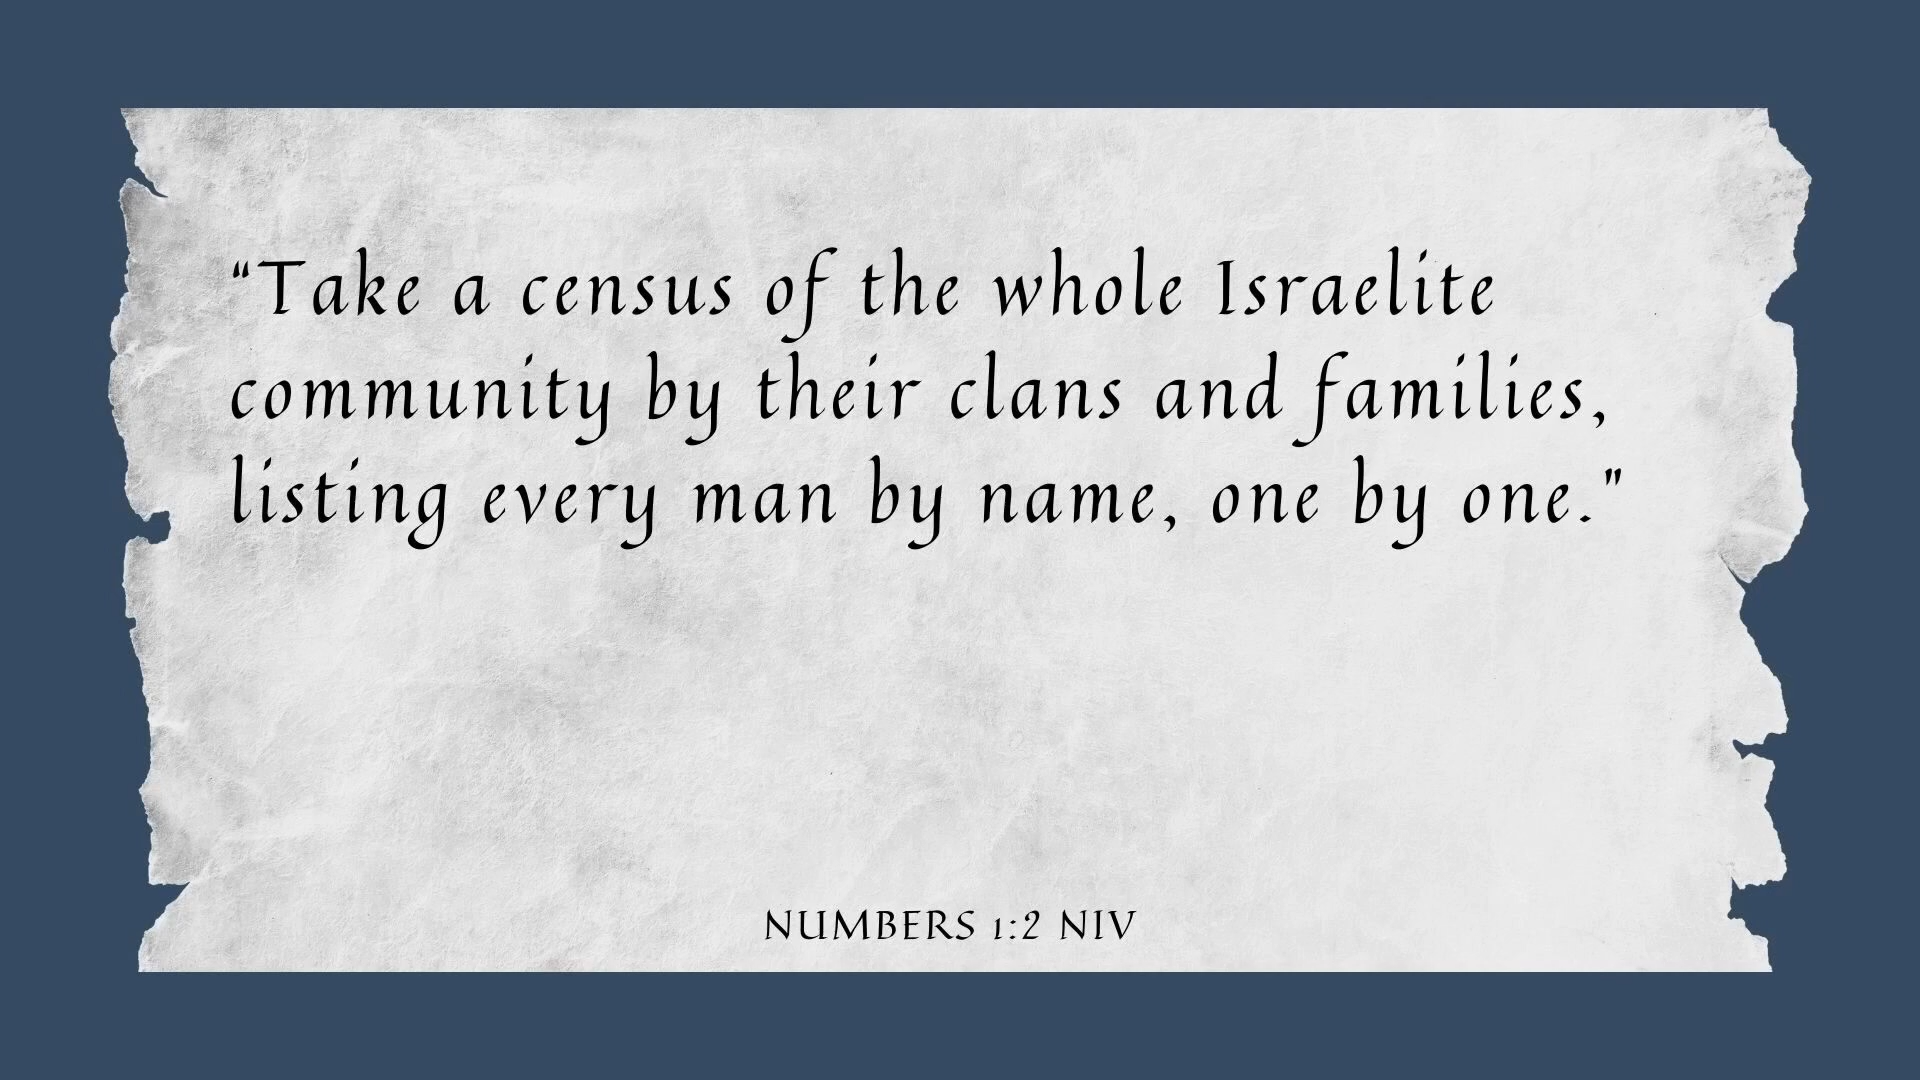 “Take a census of the whole Israelite
community by their clans and families,
listing every man by name, one by one.”
NUMBERS 1:2 NIV